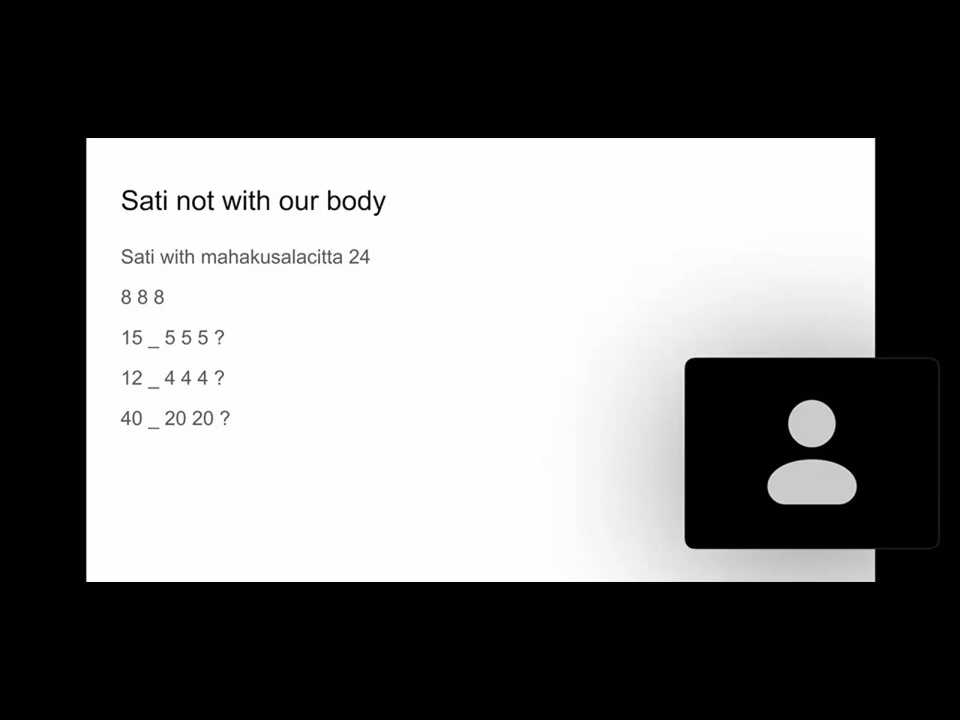 Sati not with our body
Sati with mahakusalacitta 24
8 8 8
15 _ 5 5 5 ?
12 _ 4 4 4 ?
40 _ 20 20 ?